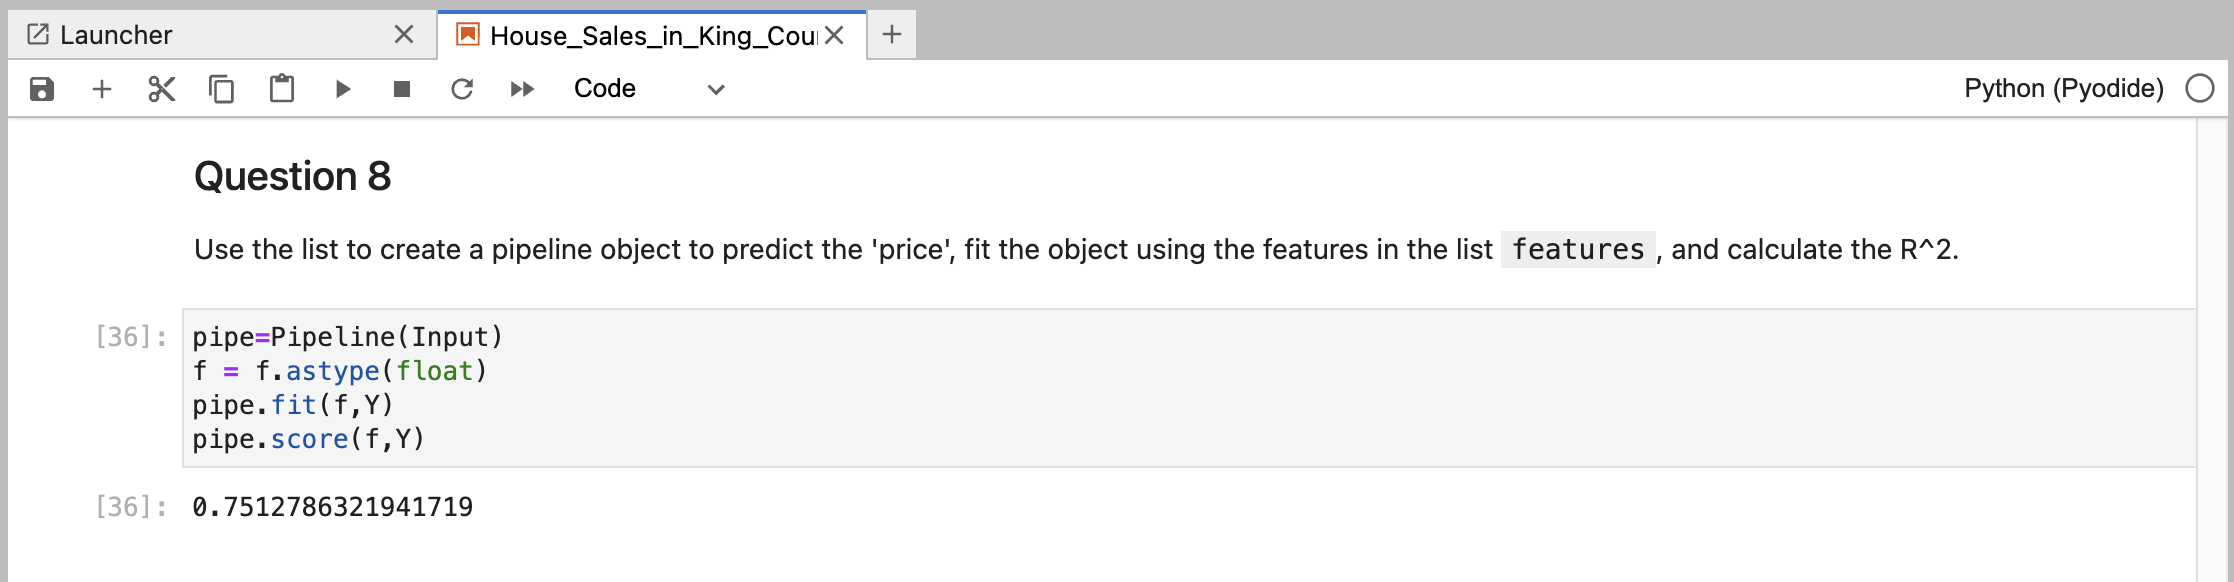 Launcher
House_Sales_in_King_Cou
Code
Python (Pyodide)
Question 8
Use the list to create a pipeline object to predict the 'price', fit the object using the features in the list features, and calculate the R^2.
[36]:
pipe=Pipeline(Input)
f = f.astype(float)
pipe.fit(f,Y)
pipe.score(f,Y)
[36]: 0.7512786321941719